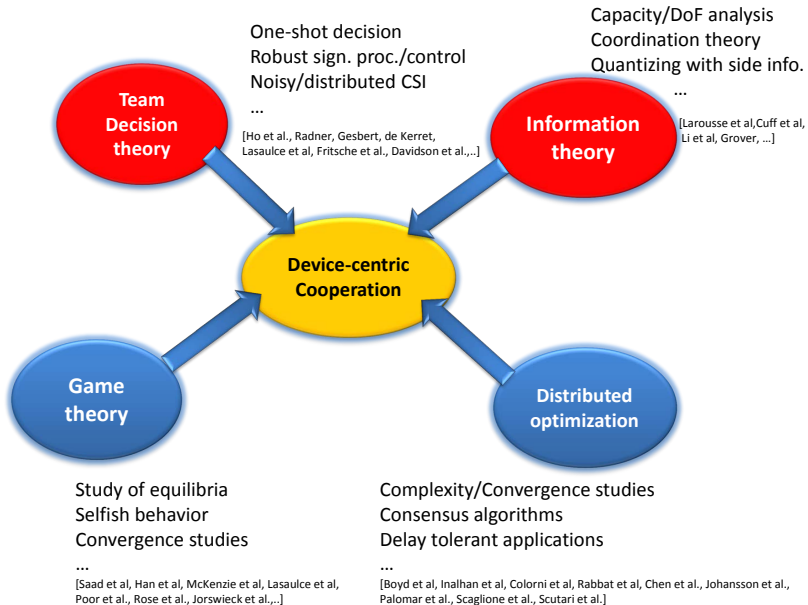 One-shot decision
Robust sign. proc./control
Noisy/distributed CSI
...
[Ho et al., Radner, Gesbert, de Kerret,
Lasaulce et al, Fritsche et al., Davidson et al.,..]
Capacity/DoF analysis
Coordination theory
Quantizing with side info.
...
[Larousse et al,Cuff et al,
Li et al, Grover, ...]
Team
Decision
theory
Information
theory
Device-centric
Cooperation
Game
theory
Distributed
optimization
Study of equilibria
Selfish behavior
Convergence studies
...
[Saad et al, Han et al, McKenzie et al, Lasaulce et al,
Poor et al., Rose et al., Jorswieck et al.,..]
Complexity/Convergence studies
Consensus algorithms
Delay tolerant applications
...
[Boyd et al, Inalhan et al, Colorni et al, Rabbat et al, Chen et al., Johansson et al.,
Palomar et al., Scaglione et al., Scutari et al.]